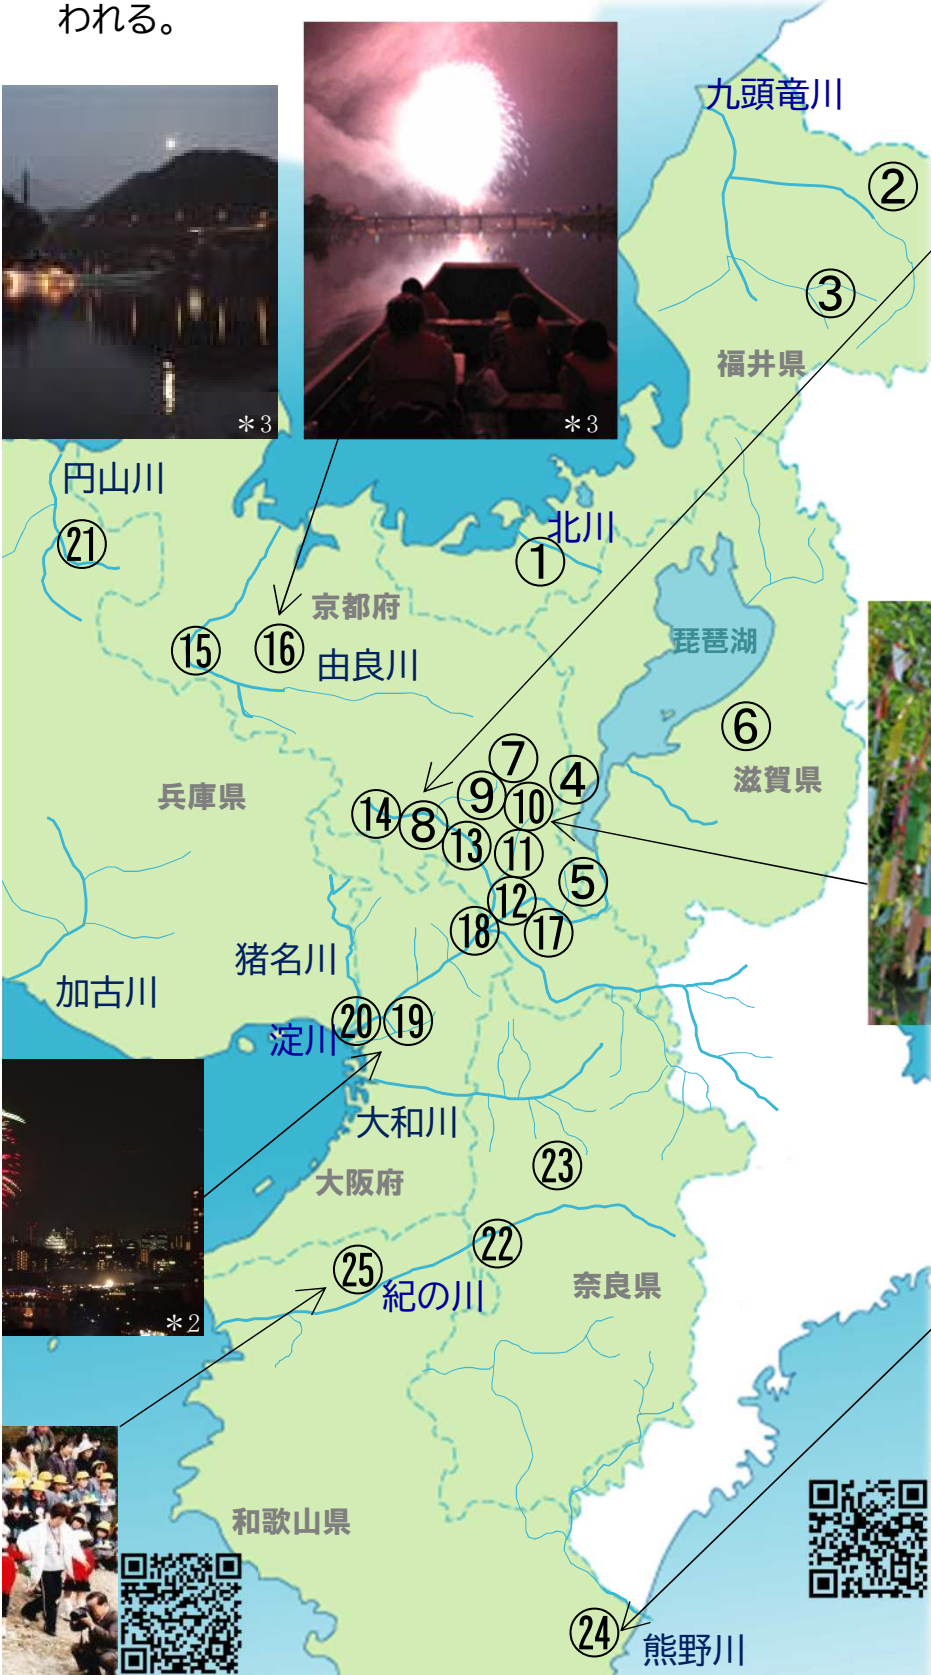 われる。
九頭竜川
②
③
福井県
＊3
＊3
円山川
㉑
北川
①
京都府
⑮
⑯
由良川
琵琶湖
⑥
滋賀県
兵庫県
⑦
④
⑨
⑩
⑭
⑧
⑬
⑪
⑤
⑫
⑱
⑰
猪名川
加古川
⑳
⑲
淀川
大和川
大阪府
㉓
㉒
㉕
紀の川
奈良県
＊2
和歌山県
㉔
熊野川